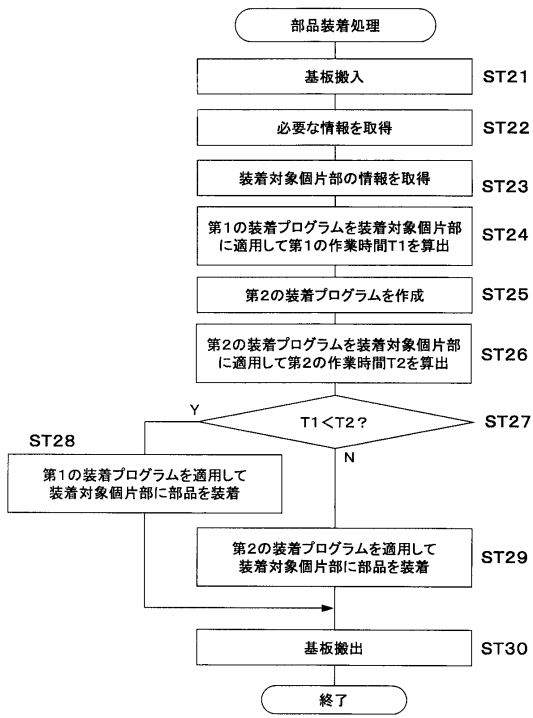 部品装着処理
基板搬入
ST21
必要な情報を取得
ST22
装着対象個片部の情報を取得
ST23
第1の装着プログラムを装着対象個片部
に適用して第1の作業時間T1を算出
ST24
第2の装着プログラムを作成
ST25
第2の装着プログラムを装着対象個片部
に適用して第2の作業時間T2を算出
ST26
T1<T2?
ST27
Y
N
ST28
第1の装着プログラムを適用して
装着対象個片部に部品を装着
第2の装着プログラムを適用して
装着対象個片部に部品を装着
ST29
基板搬出
ST30
終了